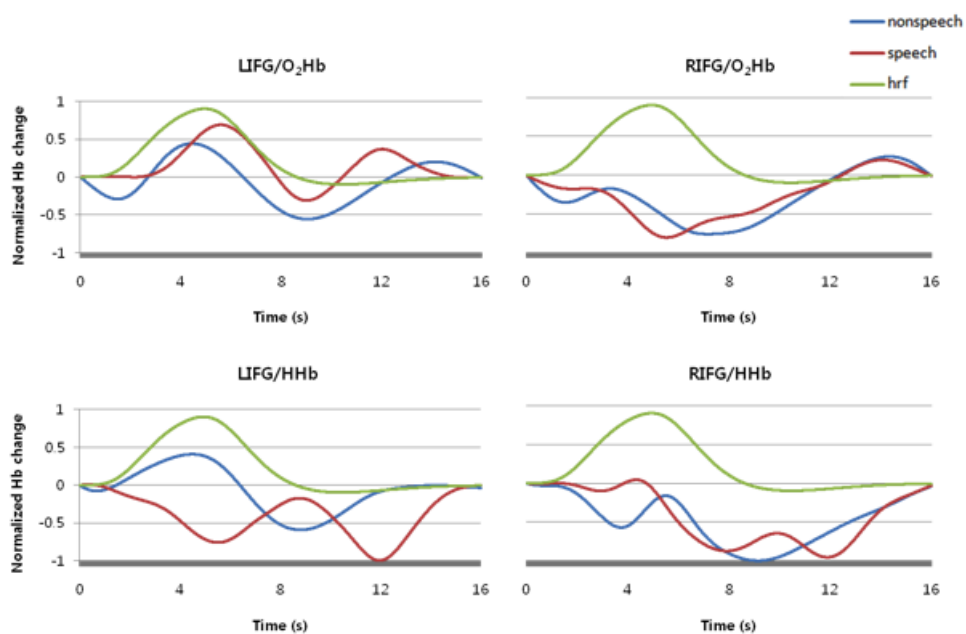 nonspeech
speech
hrf
LIFG/O₂Hb
RIFG/O₂Hb
Normalized Hb change
1
0.5
0
-0.5
-1
0 4 8 12 16
0 4 8 12 16
Time (s)
Time (s)
LIFG/HHb
RIFG/HHb
Normalized Hb change
1
0.5
0
-0.5
-1
0 4 8 12 16
0 4 8 12 16
Time (s)
Time (s)